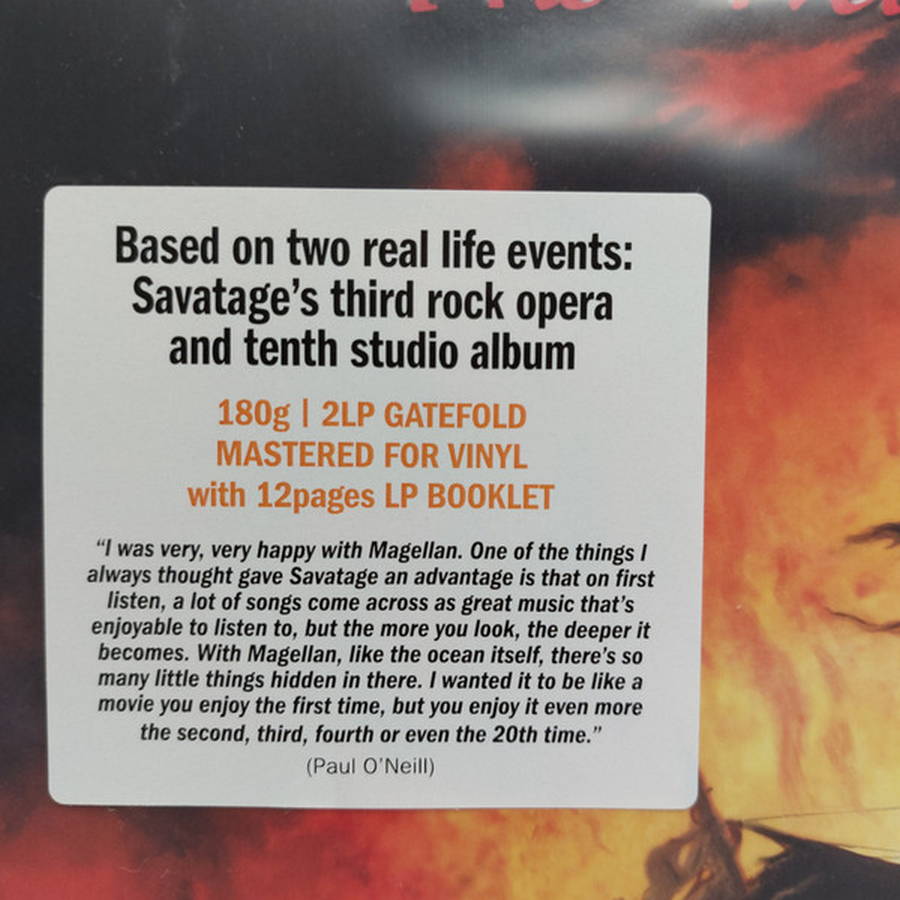 Based on two real life events:
Savatage's third rock opera
and tenth studio album
180g | 2LP GATEFOLD
MASTERED FOR VINYL
with 12pages LP BOOKLET
“I was very, very happy with Magellan. One of the things I
always thought gave Savatage an advantage is that on first
listen, a lot of songs come across as great music that’s
enjoyable to listen to, but the more you look, the deeper it
becomes. With Magellan, like the ocean itself, there’s so
many little things hidden in there. I wanted it to be like a
movie you enjoy the first time, but you enjoy it even more
the second, third, fourth or even the 20th time.”
(Paul O’Neill)